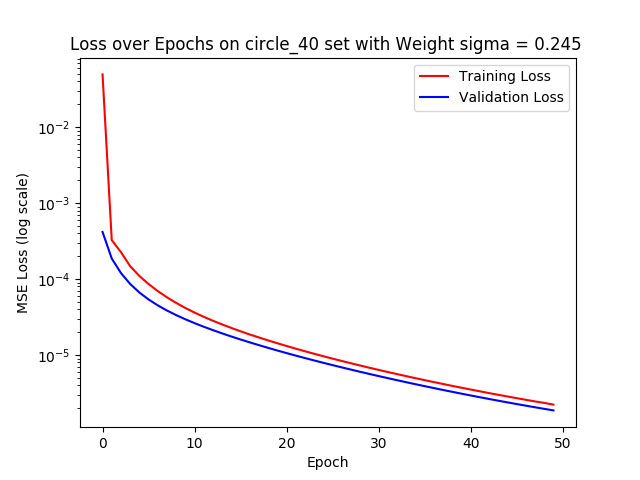 Loss over Epochs on circle_40 set with Weight sigma = 0.245
Training Loss
Validation Loss
MSE Loss (log scale)
10⁻²
10⁻³
10⁻⁴
10⁻⁵
0 10 20 30 40 50
Epoch